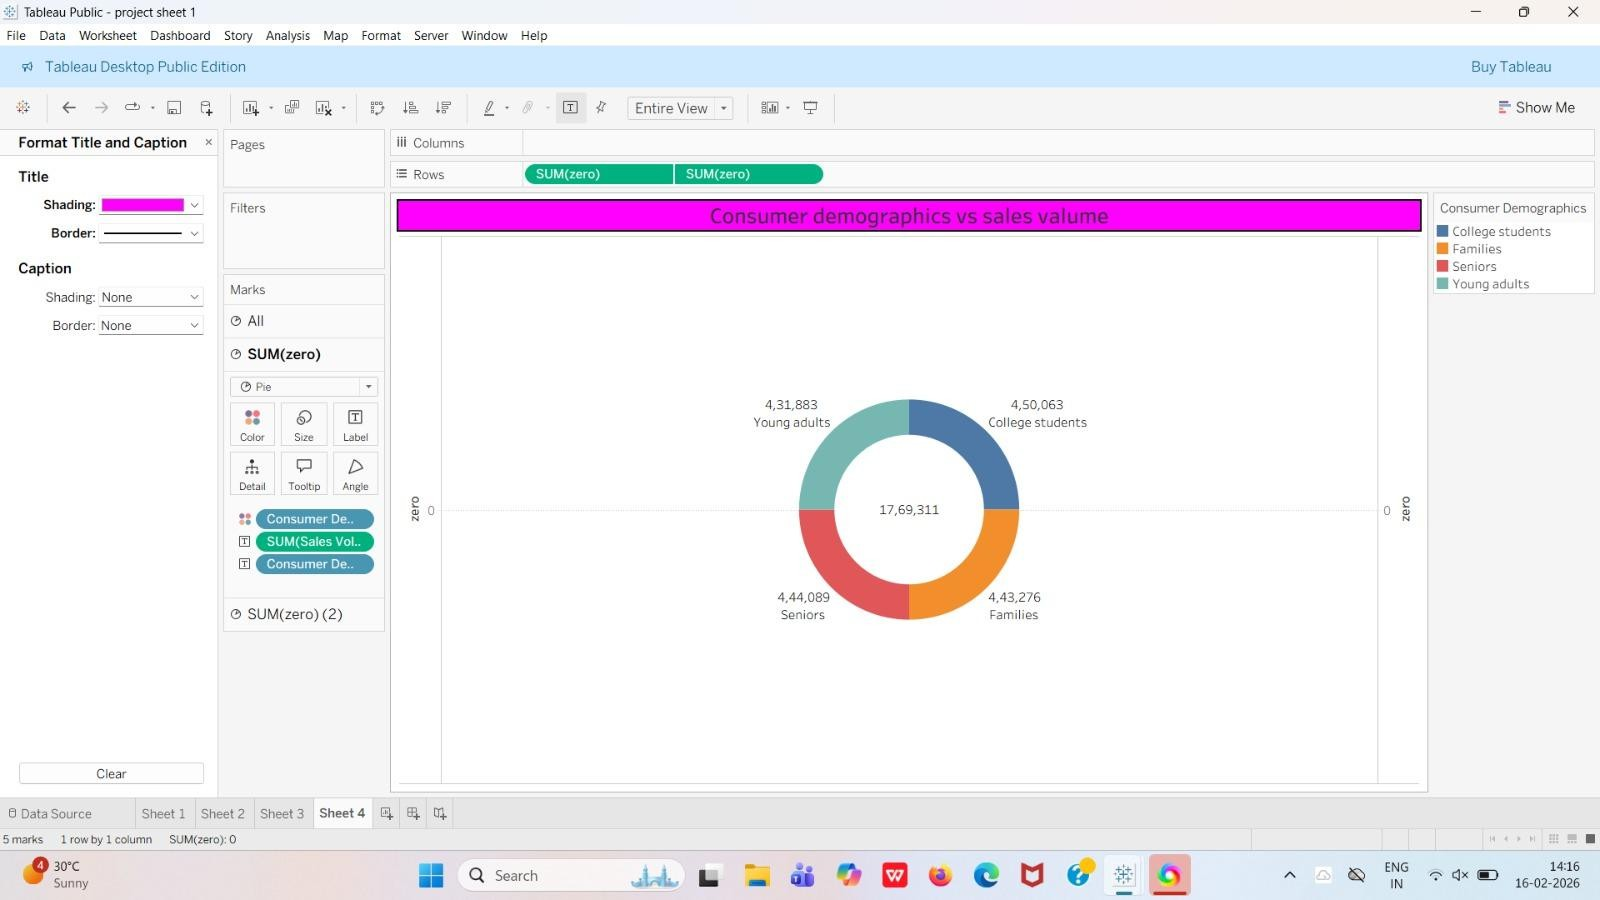 Tableau Public - project sheet 1
File Data Worksheet Dashboard Story Analysis Map Format Server Window Help
Tableau Desktop Public Edition
Buy Tableau
Entire View
Show Me
Format Title and Caption
Title
Shading:
Border:
Caption
Shading: None
Border: None
Clear
Pages
Filters
Marks
All
SUM(zero)
Pie
Color Size Label
Detail Tooltip Angle
Consumer De..
SUM(Sales Vol..
Consumer De..
SUM(zero) (2)
Columns
Rows SUM(zero) SUM(zero)
Consumer demographics vs sales valume
4,31,883
Young adults
4,50,063
College students
zero
0
17,69,311
0
zero
4,44,089
Seniors
4,43,276
Families
Consumer Demographics
College students
Families
Seniors
Young adults
Data Source Sheet 1 Sheet 2 Sheet 3 Sheet 4
5 marks 1 row by 1 column SUM(zero): 0
4
30°C
Sunny
Search
ENG
IN
14:16
16-02-2026